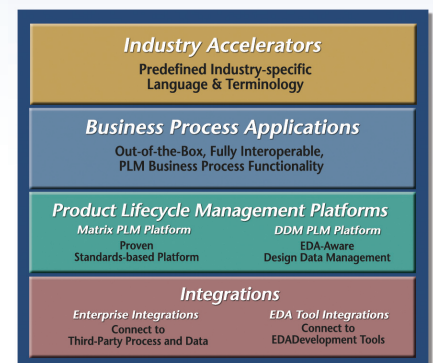 Industry Accelerators
Predefined Industry-specific
Language & Terminology
Business Process Applications
Out-of-the-Box, Fully Interoperable,
PLM Business Process Functionality
Product Lifecycle Management Platforms
Matrix PLM Platform
Proven
Standards-based Platform
DDM PLM Platform
EDA-Aware
Design Data Management
Integrations
Enterprise Integrations
Connect to
Third-Party Process and Data
EDA Tool Integrations
Connect to
EDADevelopment Tools